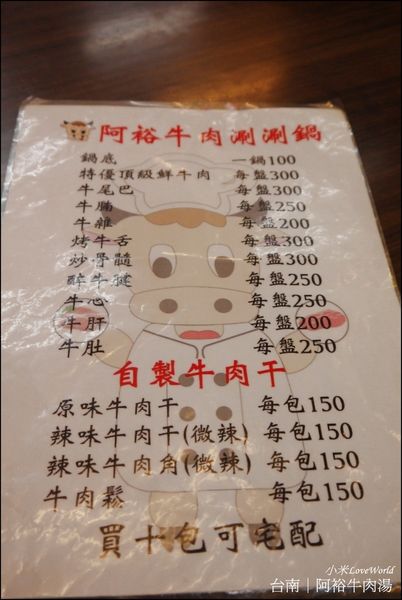 阿裕牛肉涮涮鍋
鍋底 一鍋100
特優頂級鮮牛肉 每盤300
牛尾巴 每盤300
牛腩 每盤250
牛雜 每盤200
烤牛舌 每盤300
炒骨髓 每盤300
醉牛腱 每盤250
牛心 每盤250
牛肝 每盤200
牛肚 每盤250
自製牛肉干
原味牛肉干 每包150
辣味牛肉干(微辣) 每包150
辣味牛肉角(微辣) 每包150
牛肉鬆 每包150
買十包可宅配
小米LoveWorld
台南｜阿裕牛肉湯